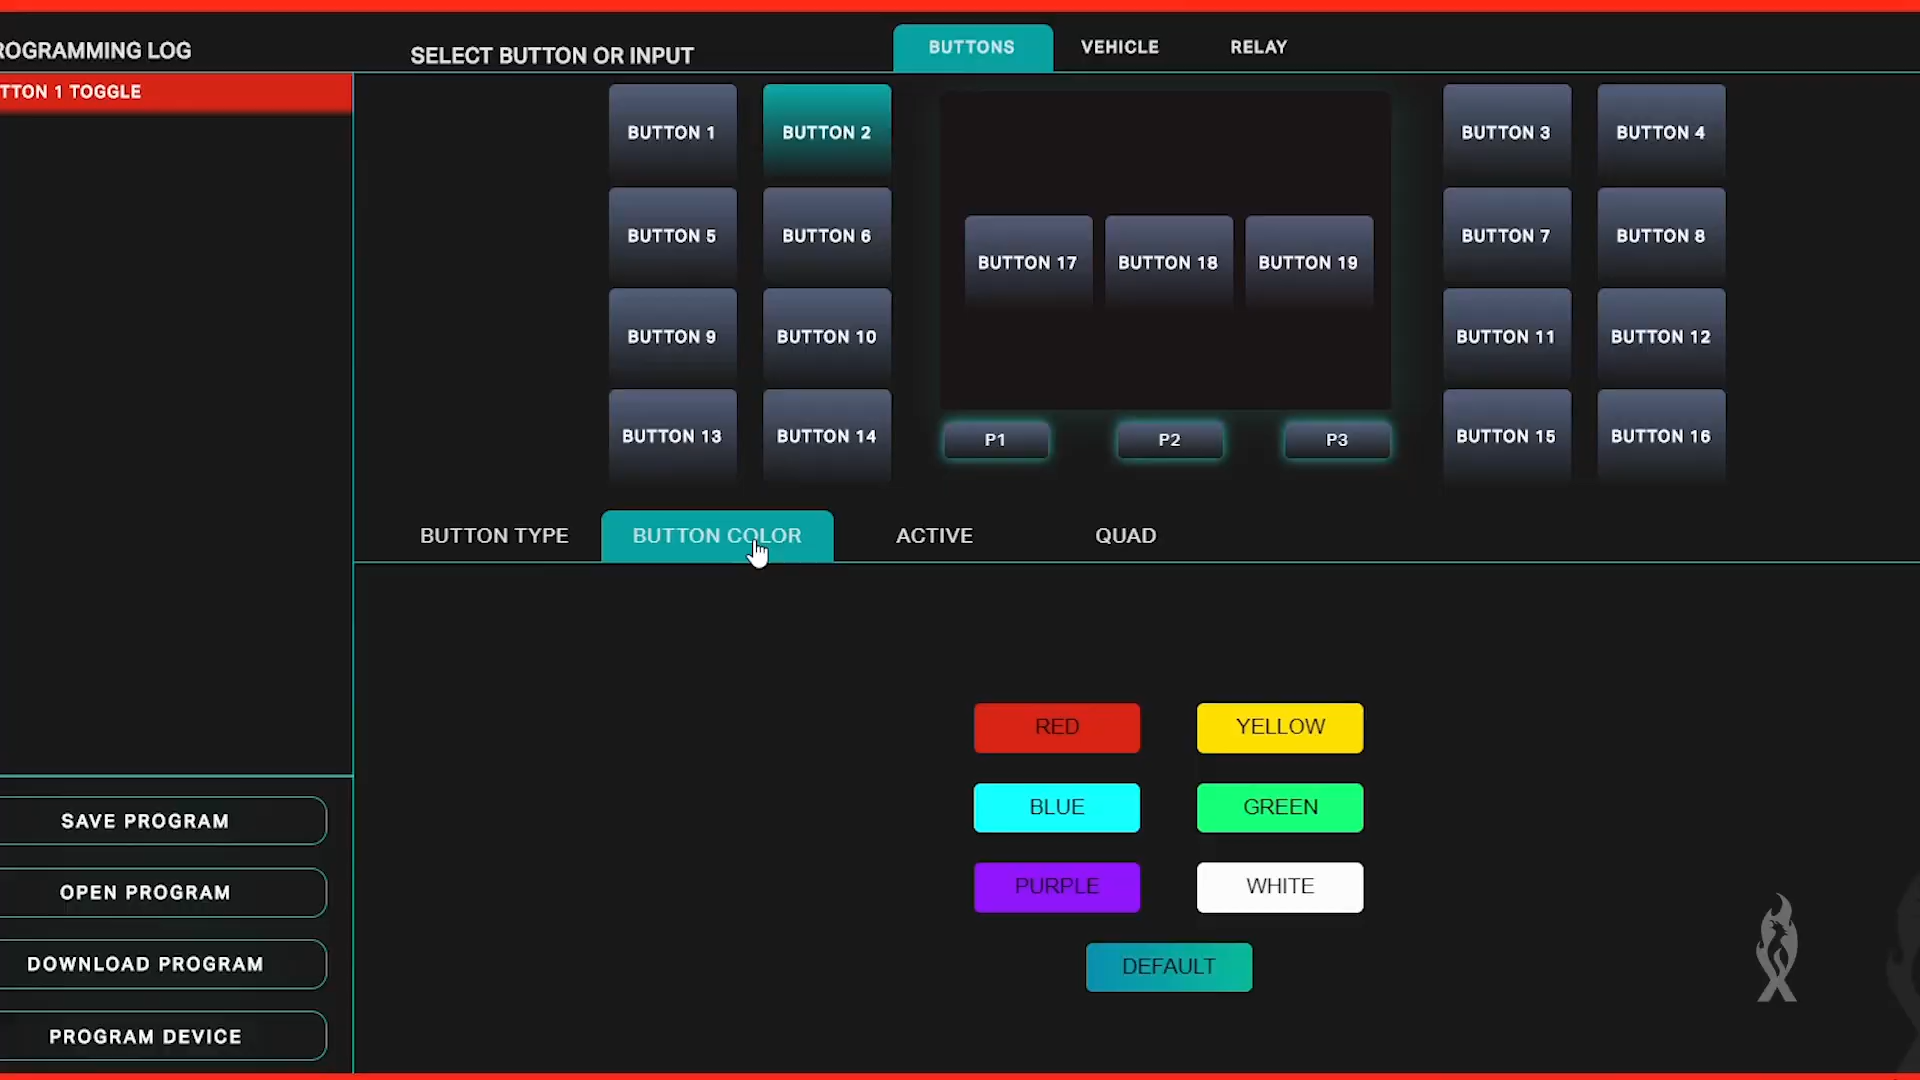 ROGRAMMING LOG
SELECT BUTTON OR INPUT
BUTTONS
VEHICLE
RELAY
TTON 1 TOGGLE
BUTTON 1
BUTTON 2
BUTTON 3
BUTTON 4
BUTTON 5
BUTTON 6
BUTTON 7
BUTTON 8
BUTTON 17
BUTTON 18
BUTTON 19
BUTTON 9
BUTTON 10
BUTTON 11
BUTTON 12
BUTTON 13
BUTTON 14
P1
P2
P3
BUTTON 15
BUTTON 16
BUTTON TYPE
BUTTON COLOR
ACTIVE
QUAD
RED
YELLOW
BLUE
GREEN
PURPLE
WHITE
DEFAULT
SAVE PROGRAM
OPEN PROGRAM
DOWNLOAD PROGRAM
PROGRAM DEVICE